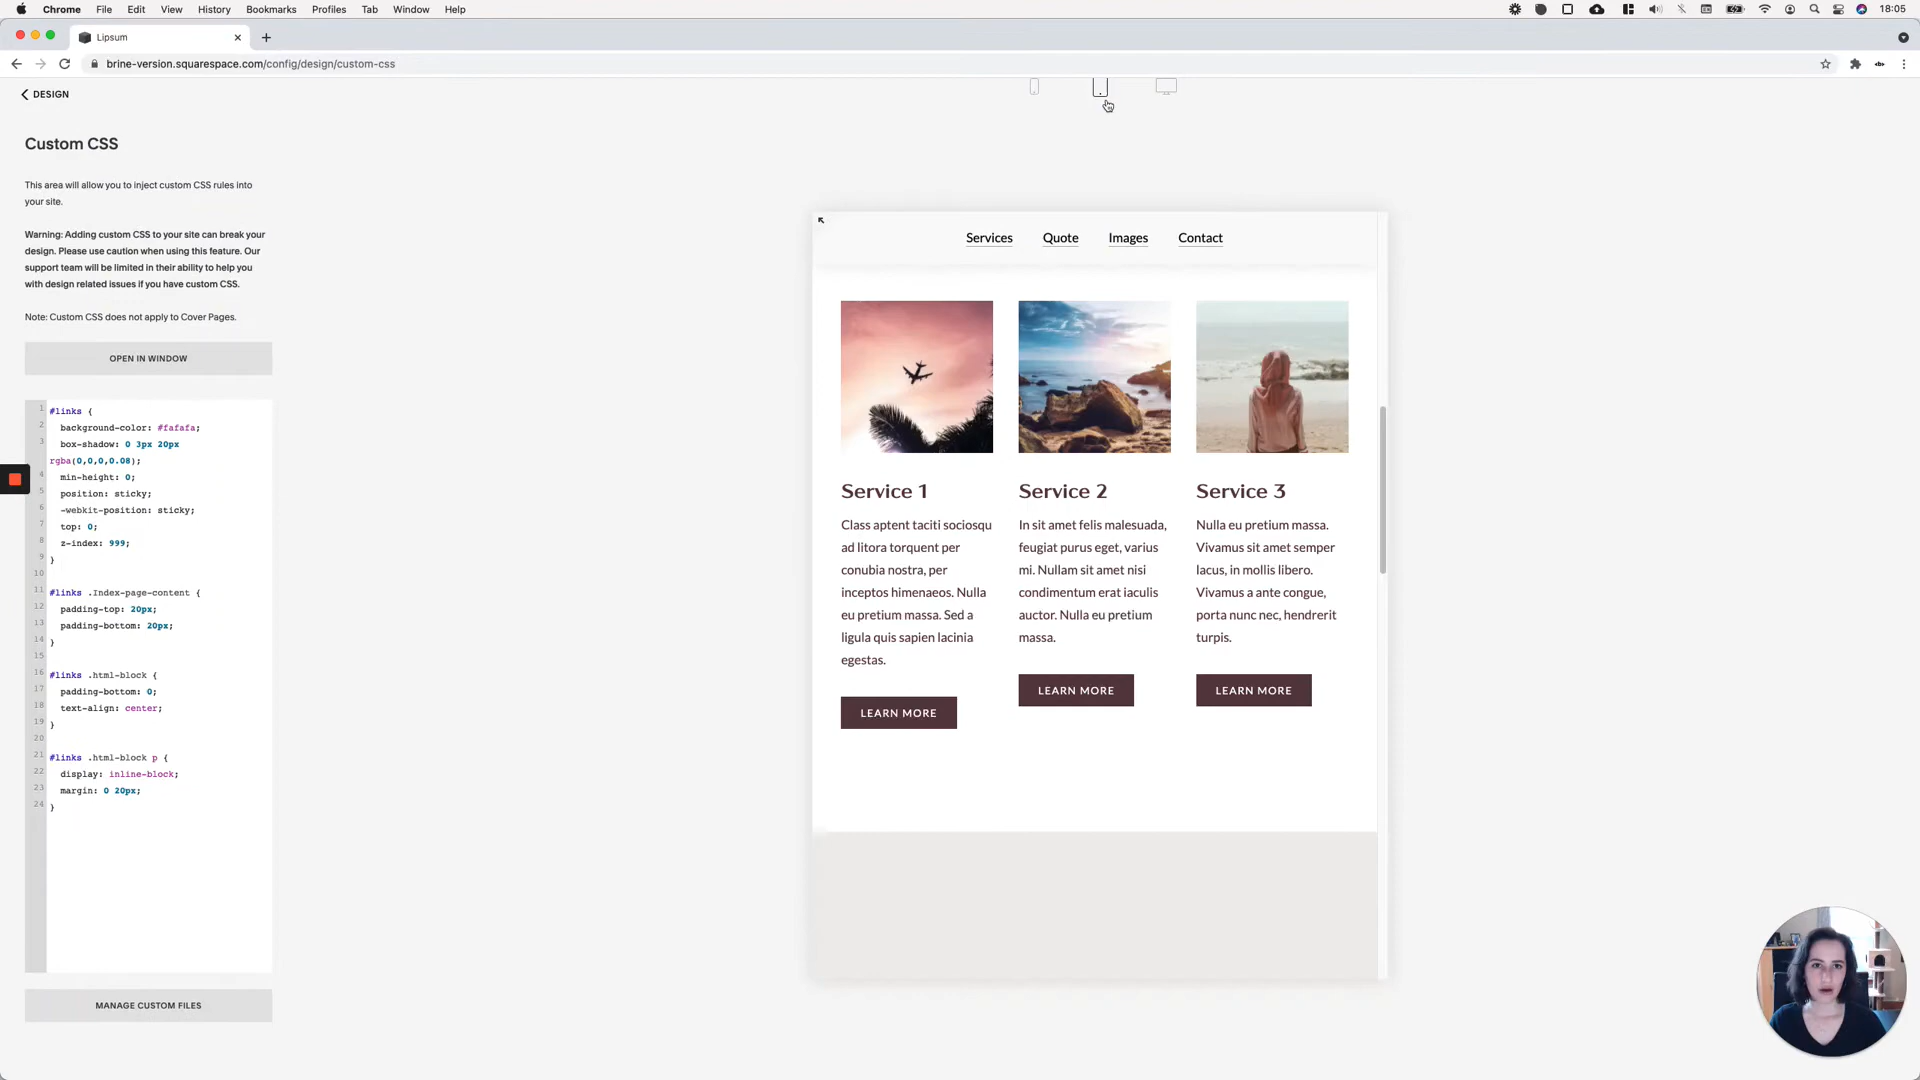 Chrome File Edit View History Bookmarks Profiles Tab Window Help 18:05
Lipsum
brine-version.squarespace.com/config/design/custom-css
DESIGN
Custom CSS
This area will allow you to inject custom CSS rules into
your site.
Warning: Adding custom CSS to your site can break your
design. Please use caution when using this feature. Our
support team will be limited in their ability to help you
with design related issues if you have custom CSS.
Note: Custom CSS does not apply to Cover Pages.
OPEN IN WINDOW
1 #links {
2 background-color: #fafafa;
3 box-shadow: 0 3px 20px
rgba(0,0,0,0.08);
4 min-height: 0;
5 position: sticky;
6 -webkit-position: sticky;
7 top: 0;
8 z-index: 999;
9 }
10
11 #links .Index-page-content {
12 padding-top: 20px;
13 padding-bottom: 20px;
14 }
15
16 #links .html-block {
17 padding-bottom: 0;
18 text-align: center;
19 }
20
21 #links .html-block p {
22 display: inline-block;
23 margin: 0 20px;
24 }
MANAGE CUSTOM FILES
Services Quote Images Contact
Service 1
Class aptent taciti sociosqu
ad litora torquent per
conubia nostra, per
inceptos himenaeos. Nulla
eu pretium massa. Sed a
ligula quis sapien lacinia
egestas.
LEARN MORE
Service 2
In sit amet felis malesuada,
feugiat purus eget, varius
mi. Nullam sit amet nisi
condimentum erat iaculis
auctor. Nulla eu pretium
massa.
LEARN MORE
Service 3
Nulla eu pretium massa.
Vivamus sit amet semper
lacus, in mollis libero.
Vivamus a ante congue,
porta nunc nec, hendrerit
turpis.
LEARN MORE